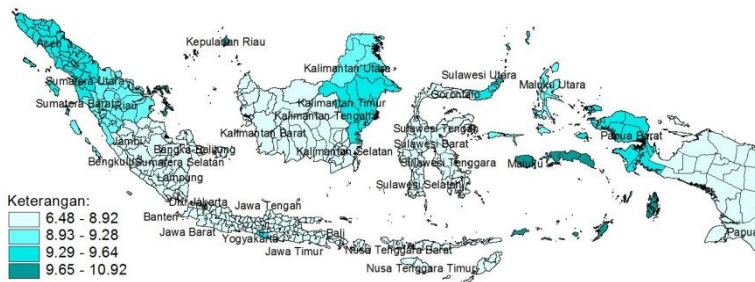 Aceh
Kepulauan Riau
Sumatera Utara
Sumatera Barat
Riau
Jambi
Bengkulu
Bangka Belitung
Sumatera Selatan
Lampung
Kalimantan Utara
Kalimantan Timur
Kalimantan Tengah
Kalimantan Barat
Kalimantan Selatan
Sulawesi Utara
Gorontalo
Sulawesi Tengah
Sulawesi Barat
Sulawesi Tenggara
Sulawesi Selatan
Maluku Utara
Maluku
Papua Barat
Papua
DKI Jakarta
Banten
Jawa Barat
Jawa Tengah
Yogyakarta
Jawa Timur
Bali
Nusa Tenggara Barat
Nusa Tenggara Timur
Keterangan:
6.48 - 8.92
8.93 - 9.28
9.29 - 9.64
9.65 - 10.92